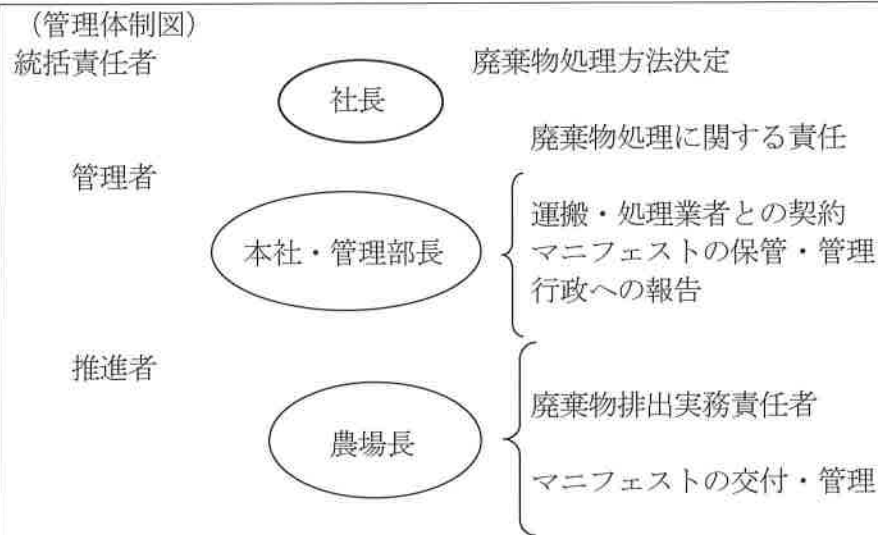 （管理体制図）
統括責任者
廃棄物処理方法決定
社長
廃棄物処理に関する責任
管理者
運搬・処理業者との契約
本社・管理部長
マニフェストの保管・管理
行政への報告
推進者
廃棄物排出実務責任者
農場長
マニフェストの交付・管理